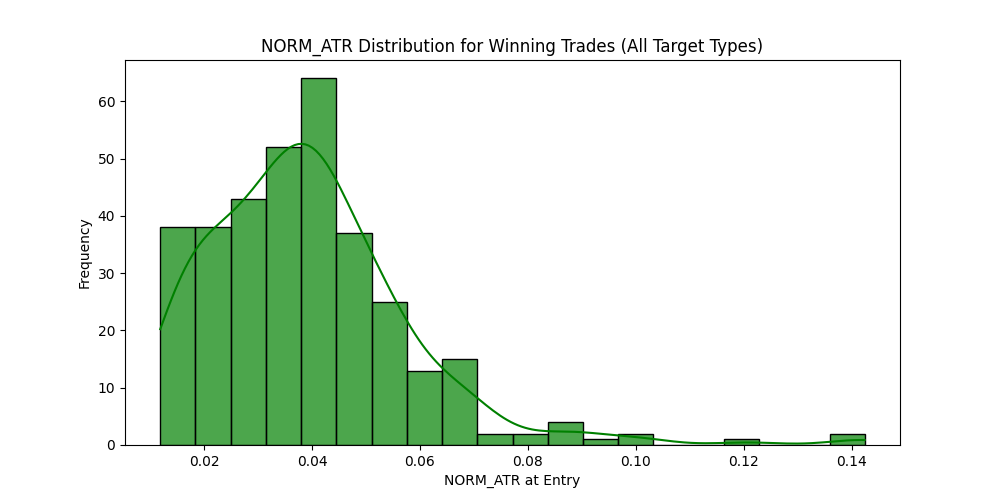 NORM_ATR Distribution for Winning Trades (All Target Types)
60
50
40
30
20
10
0
Frequency
0.02 0.04 0.06 0.08 0.10 0.12 0.14
NORM_ATR at Entry